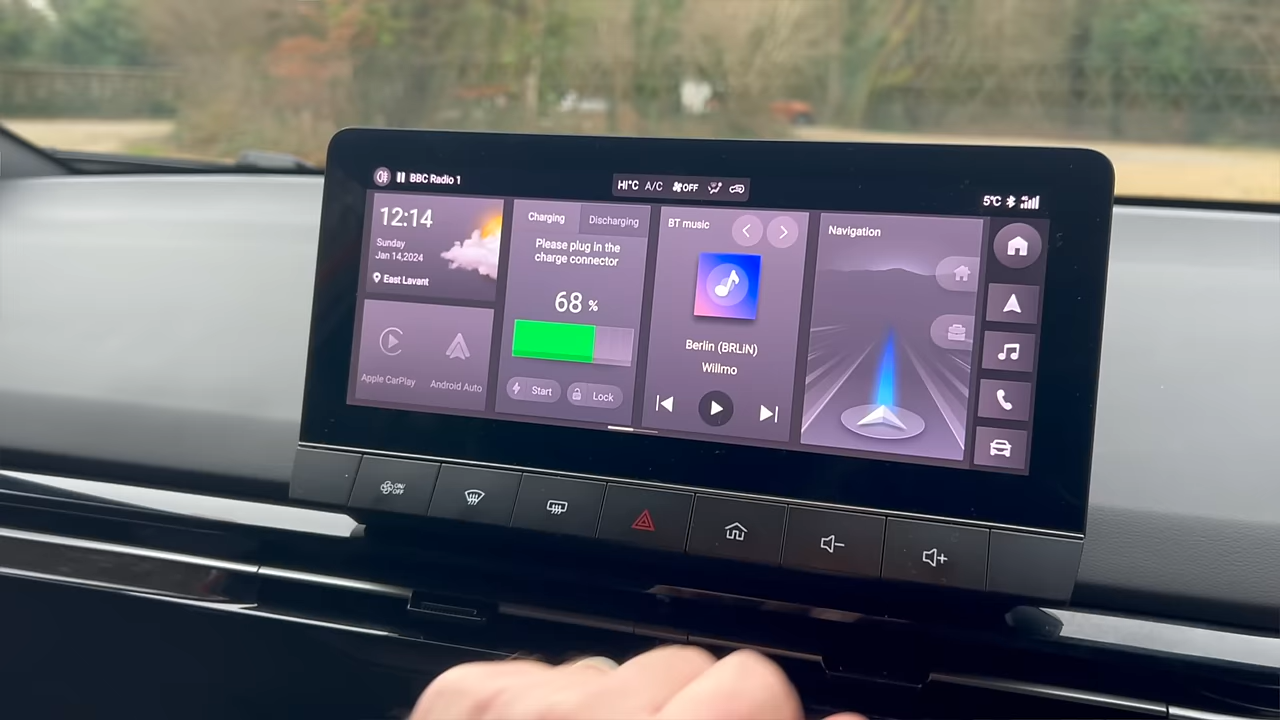 BBC Radio 1
HI°C A/C OFF
5°C
12:14
Sunday
Jan 14,2024
East Lavant
Apple CarPlay
Android Auto
Charging
Discharging
Please plug in the
charge connector
68 %
Start
Lock
BT music
Berlin (BRLiN)
Willmo
Navigation
ON/
OFF